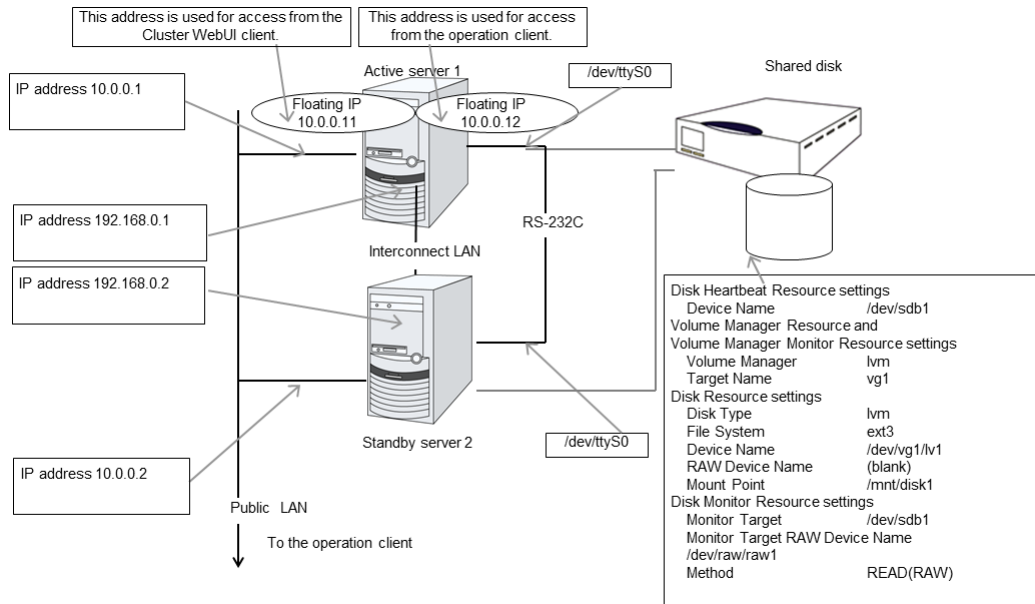 This address is used for access from the
Cluster WebUI client.
This address is used for access
from the operation client.
Active server 1
/dev/ttyS0
Shared disk
IP address 10.0.0.1
Floating IP
10.0.0.11
Floating IP
10.0.0.12
IP address 192.168.0.1
RS-232C
Interconnect LAN
IP address 192.168.0.2
Disk Heartbeat Resource settings
Device Name /dev/sdb1
Volume Manager Resource and
Volume Manager Monitor Resource settings
Volume Manager lvm
Target Name vg1
Disk Resource settings
Disk Type lvm
File System ext3
Device Name /dev/vg1/lv1
RAW Device Name (blank)
Mount Point /mnt/disk1
Disk Monitor Resource settings
Monitor Target /dev/sdb1
Monitor Target RAW Device Name
/dev/raw/raw1
Method READ(RAW)
Standby server 2
/dev/ttyS0
IP address 10.0.0.2
Public LAN
To the operation client